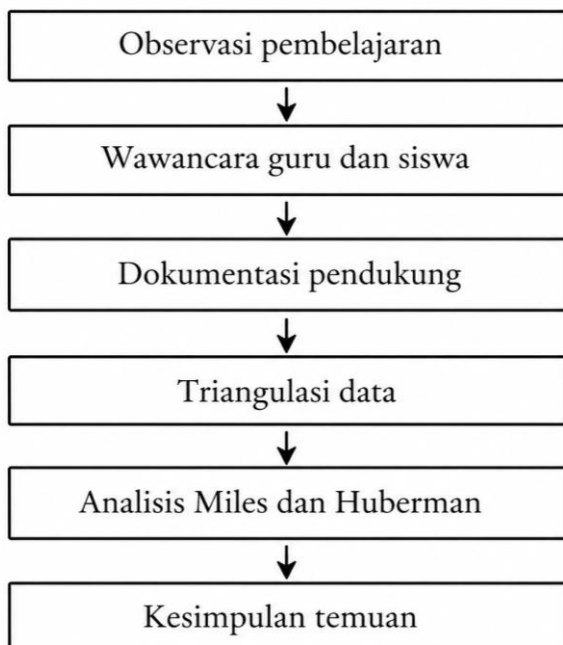 Observasi pembelajaran
Wawancara guru dan siswa
Dokumentasi pendukung
Triangulasi data
Analisis Miles dan Huberman
Kesimpulan temuan